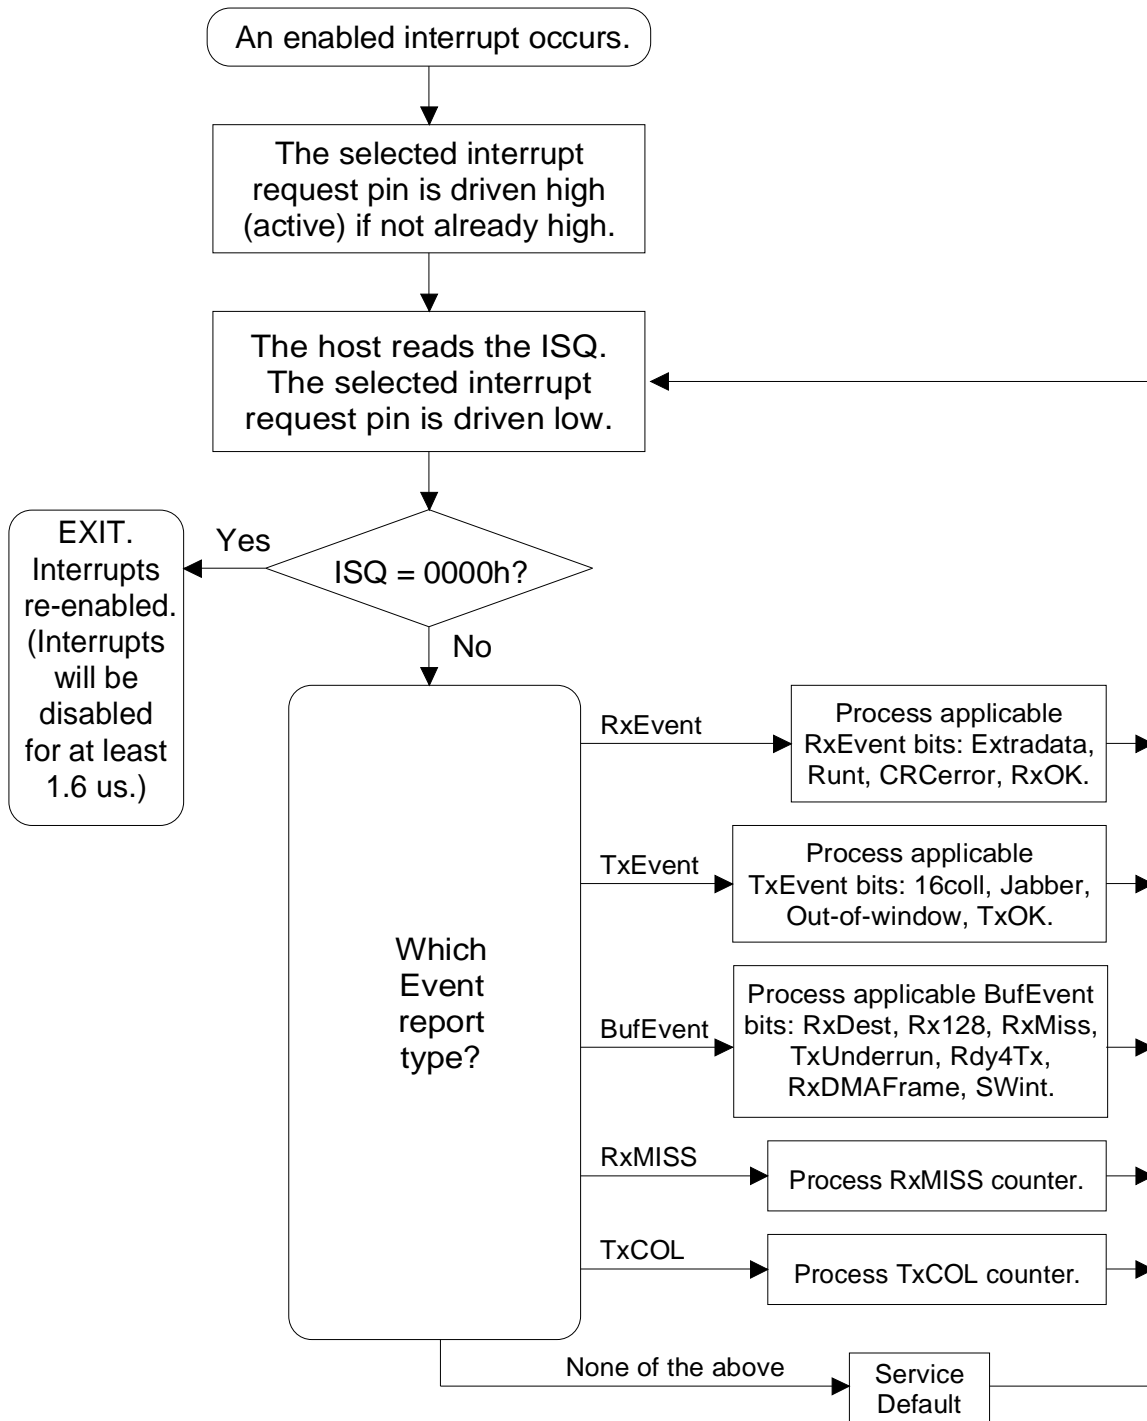 An enabled interrupt occurs.
The selected interrupt
request pin is driven high
(active) if not already high.
The host reads the ISQ.
The selected interrupt
request pin is driven low.
EXIT.
Interrupts
re-enabled.
(Interrupts
will be
disabled
for at least
1.6 us.)
Yes
ISQ = 0000h?
No
Which
Event
report
type?
RxEvent
Process applicable
RxEvent bits: Extradata,
Runt, CRCerror, RxOK.
TxEvent
Process applicable
TxEvent bits: 16coll, Jabber,
Out-of-window, TxOK.
BufEvent
Process applicable BufEvent
bits: RxDest, Rx128, RxMiss,
TxUnderrun, Rdy4Tx,
RxDMAFrame, SWint.
RxMISS
Process RxMISS counter.
TxCOL
Process TxCOL counter.
None of the above
Service
Default